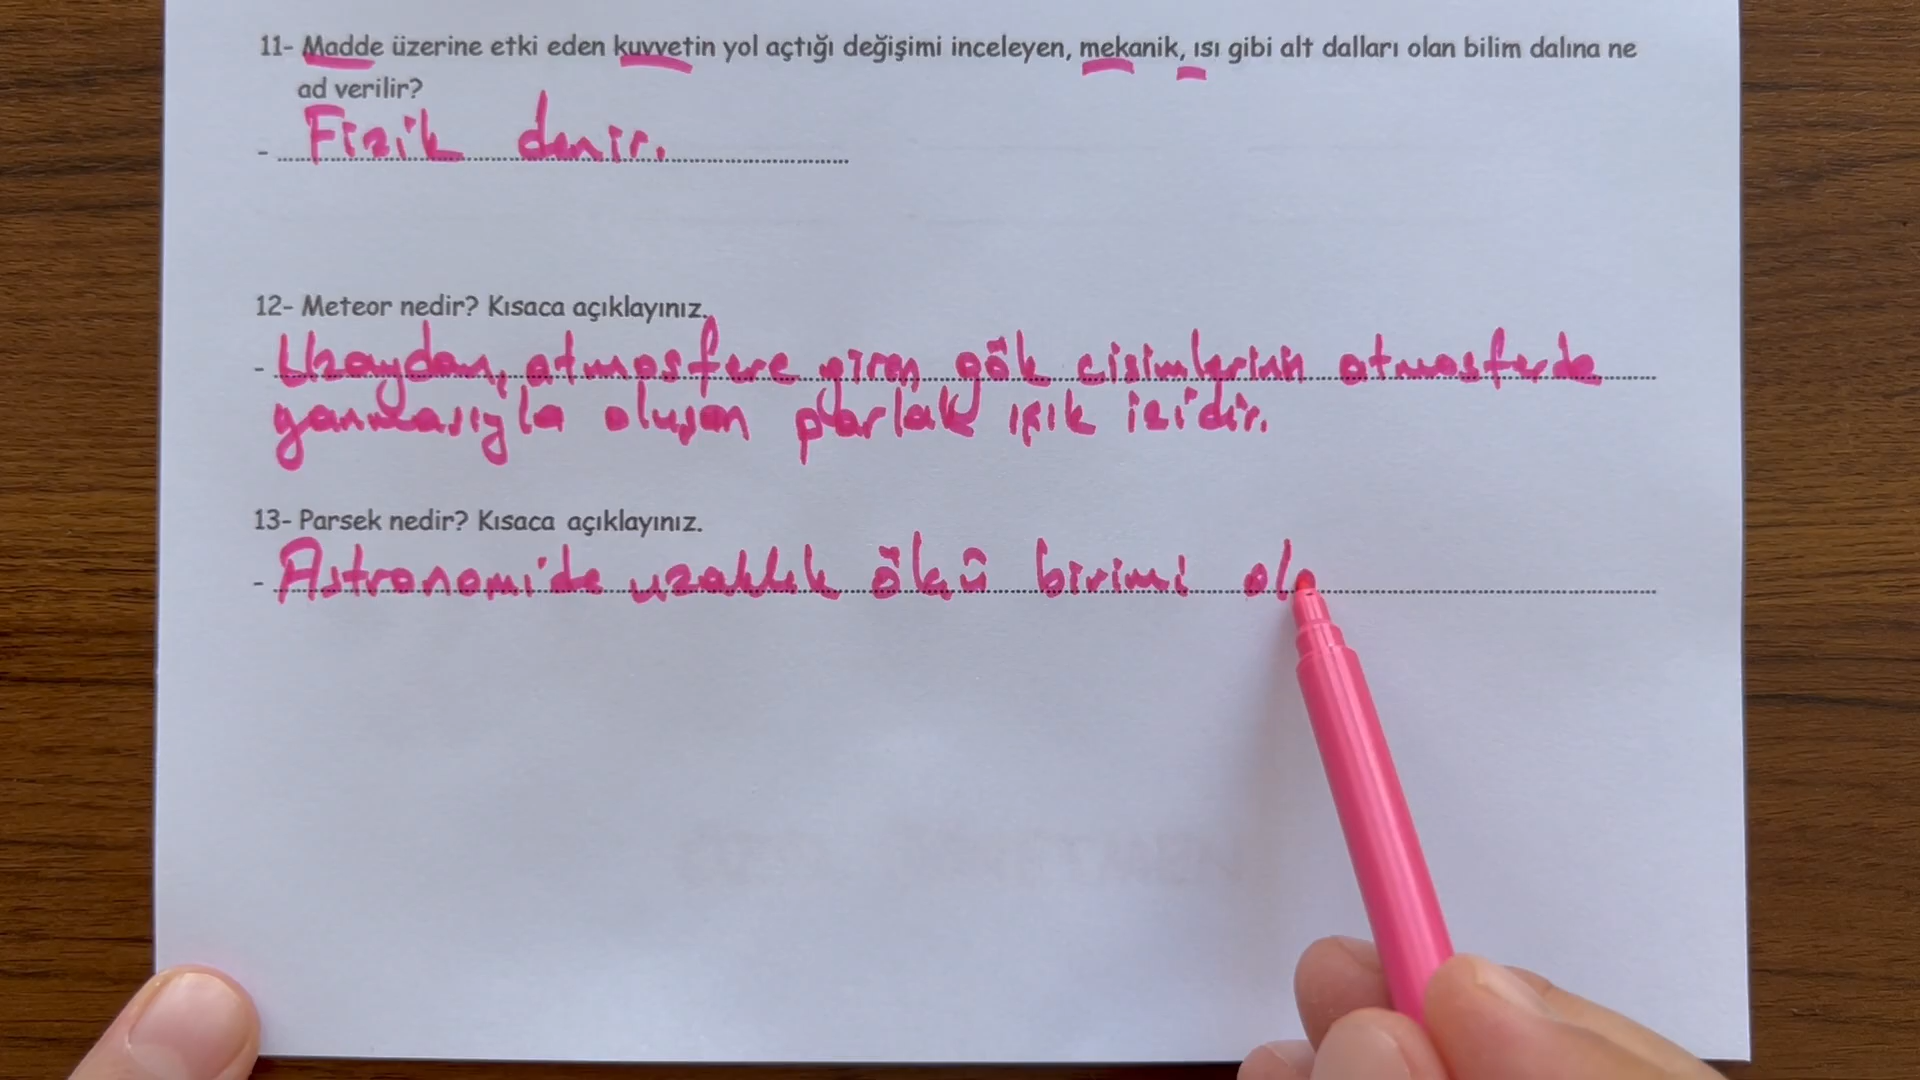 11- Madde üzerine etki eden kuvvetin yol açtığı değişimi inceleyen, mekanik, ısı gibi alt dalları olan bilim dalına ne
ad verilir?
- Fizik denir.
12- Meteor nedir? Kısaca açıklayınız.
- Uzaydan, atmosfere giren gök cisimlerinin atmosferde
yanmasıyla oluşan parlak ışık izidir.
13- Parsek nedir? Kısaca açıklayınız.
- Astronomi'de uzaklık ölçü birimi ola